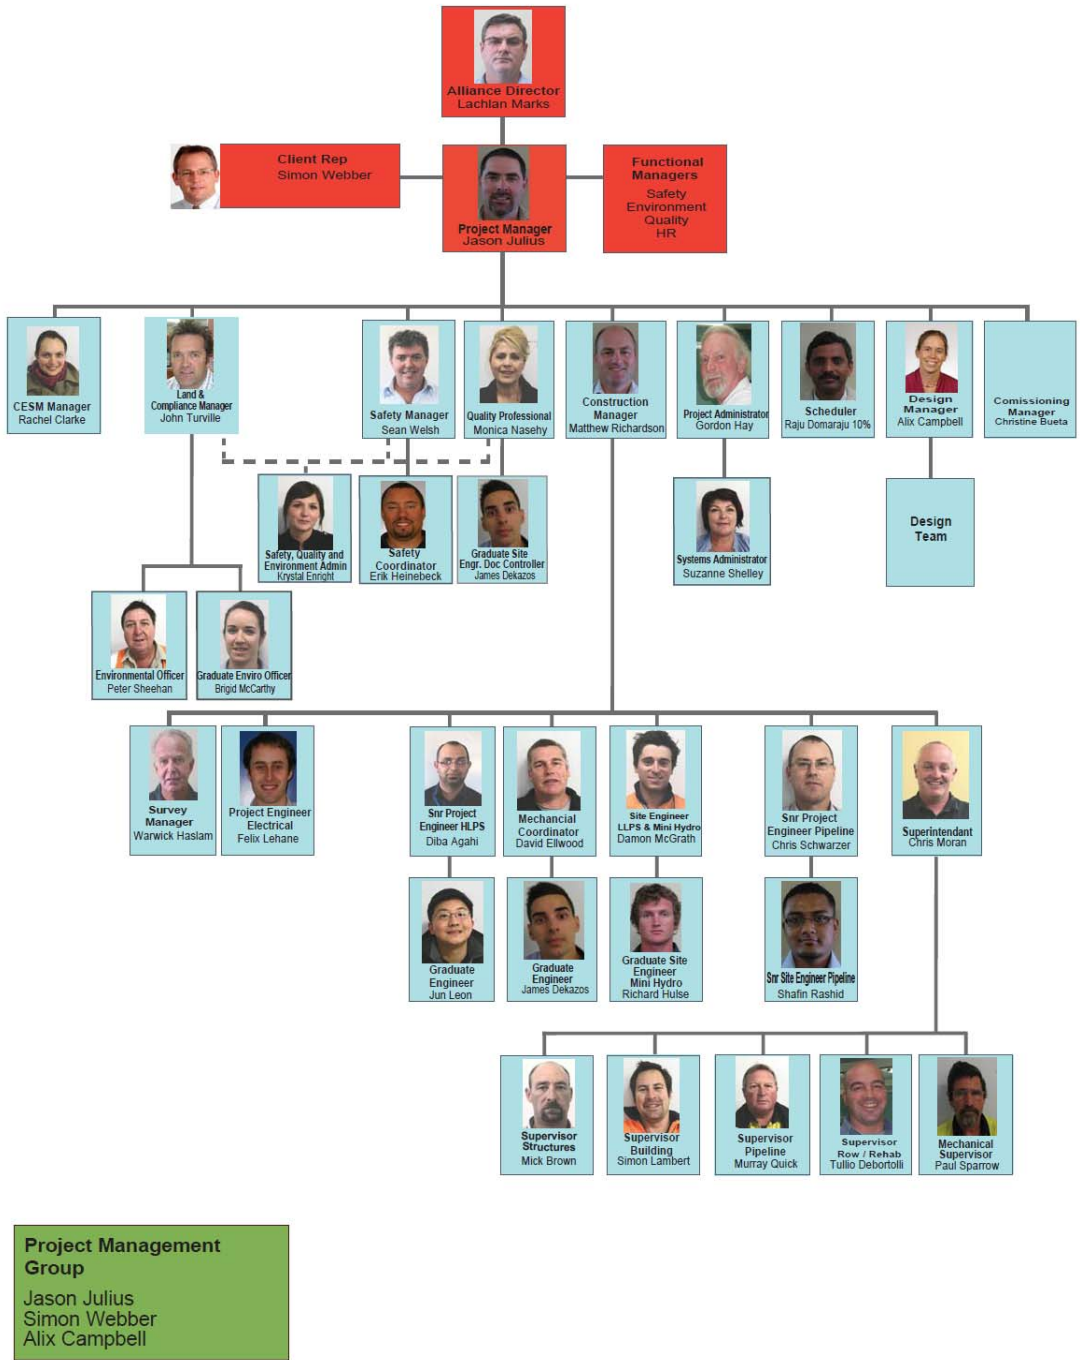 Alliance Director
Lachlan Marks
Client Rep
Simon Webber
Project Manager
Jason Julius
Functional
Managers
Safety
Environment
Quality
HR
CESM Manager
Rachel Clarke
Land &
Compliance Manager
John Turville
Safety Manager
Sean Welsh
Quality Professional
Monica Nasehy
Construction
Manager
Matthew Richardson
Project Administrator
Gordon Hay
Scheduler
Raju Domaraju 10%
Design
Manager
Alix Campbell
Comissioning
Manager
Christine Bueta
Safety, Quality and
Environment Admin
Krystal Enright
Safety
Coordinator
Erik Heinebeck
Graduate Site
Engr. Doc Controller
James Dekazos
Systems Administrator
Suzanne Shelley
Design
Team
Environmental Officer
Peter Sheehan
Graduate Enviro Officer
Brigid McCarthy
Survey
Manager
Warwick Haslam
Project Engineer
Electrical
Felix Lehane
Snr Project
Engineer HLPS
Diba Agahi
Mechancial
Coordinator
David Ellwood
Site Engineer
LLPS & Mini Hydro
Damon McGrath
Snr Project
Engineer Pipeline
Chris Schwarzer
Superintendant
Chris Moran
Graduate
Engineer
Jun Leon
Graduate
Engineer
James Dekazos
Graduate Site
Engineer
Mini Hydro
Richard Hulse
Snr Site Engineer Pipeline
Shafin Rashid
Supervisor
Structures
Mick Brown
Supervisor
Building
Simon Lambert
Supervisor
Pipeline
Murray Quick
Supervisor
Row / Rehab
Tullio Debortolli
Mechanical
Supervisor
Paul Sparrow
Project Management
Group
Jason Julius
Simon Webber
Alix Campbell